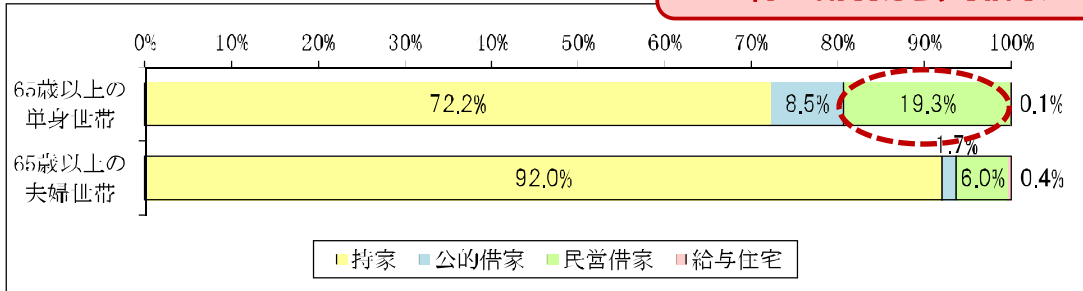 0% 10% 20% 30% 10% 50% 60% 70% 80% 90% 100%
65歳以上の
単身世帯
72.2% 8.5% 19.3% 0.1%
1.7%
65歳以上の
夫婦世帯
92.0% 6.0% 0.4%
持家 公的借家 民営借家 給与住宅